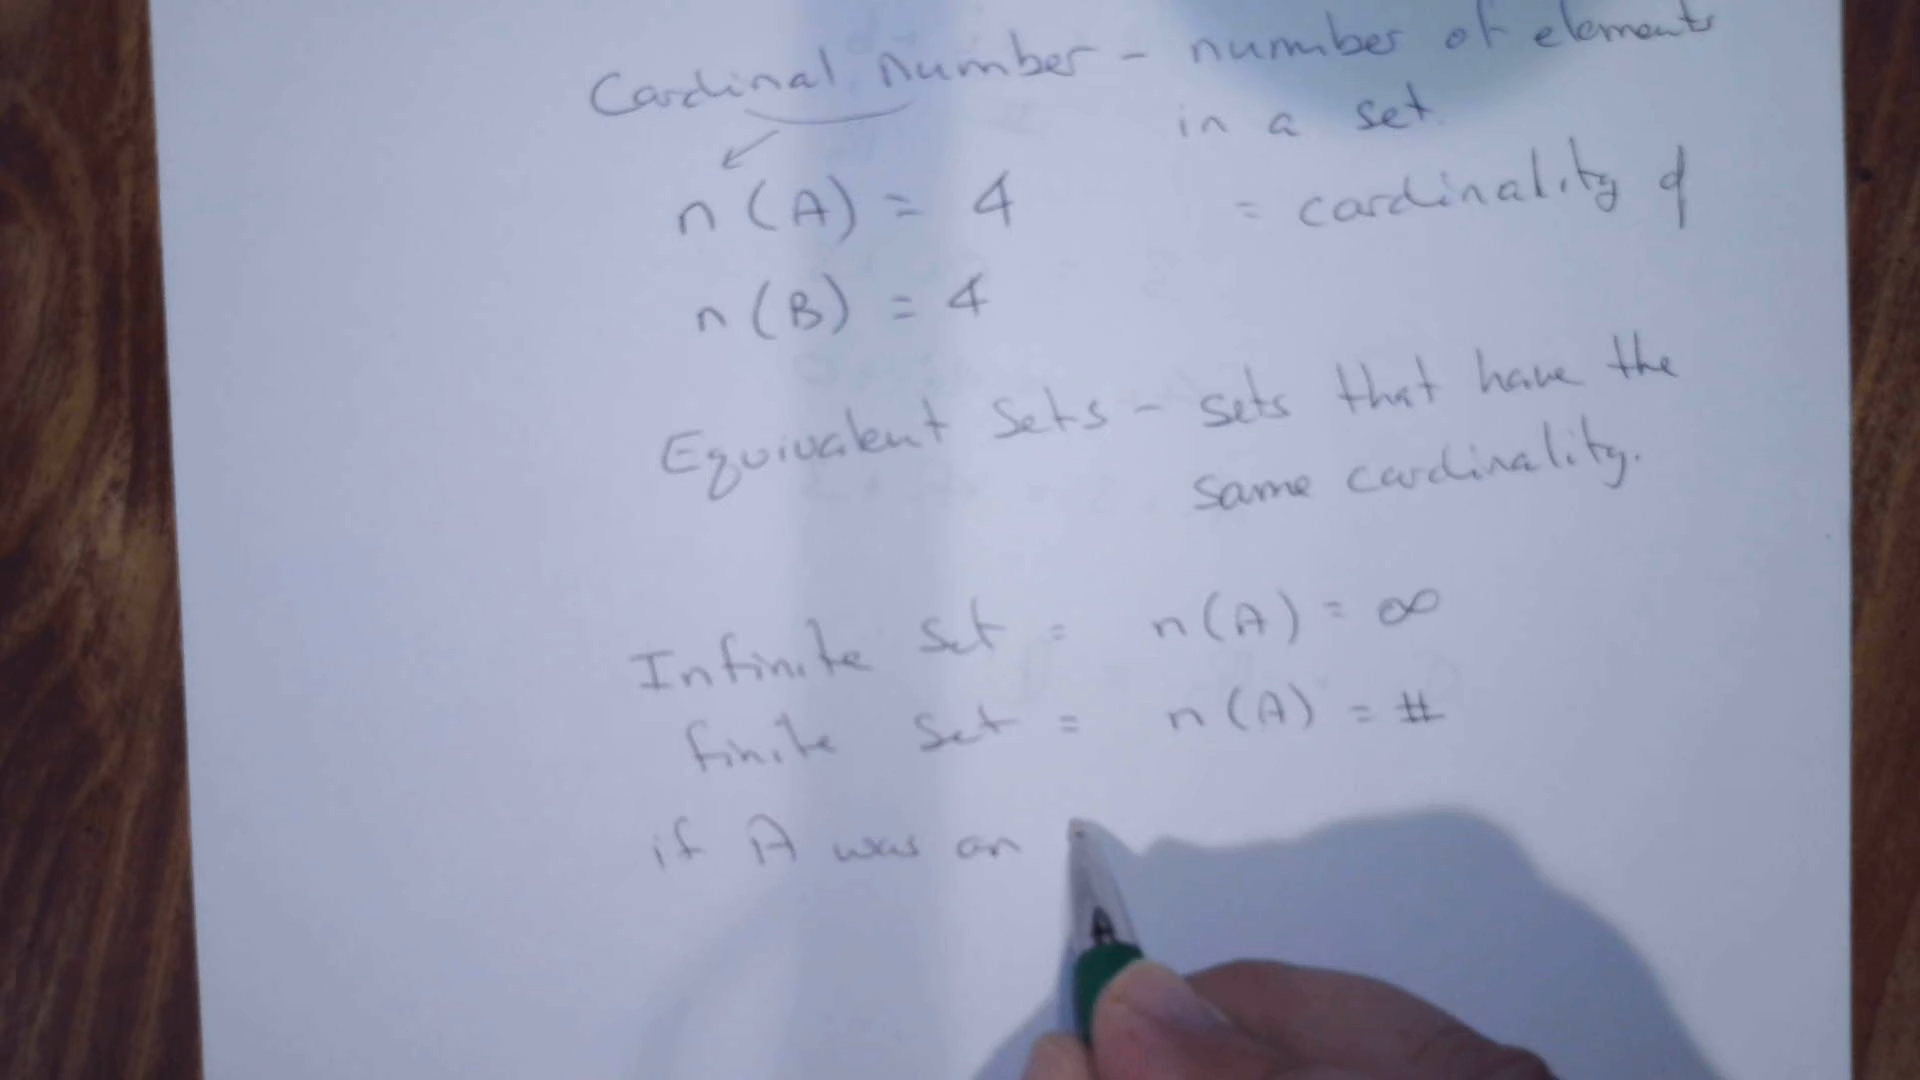 Cardinal number - number of elements
in a set.
n(A) = 4 = cardinality of
n(B) = 4
Equivalent Sets - sets that have the
same cardinality.
Infinite Set = n(A) = ∞
finite Set = n(A) = #
if A was an